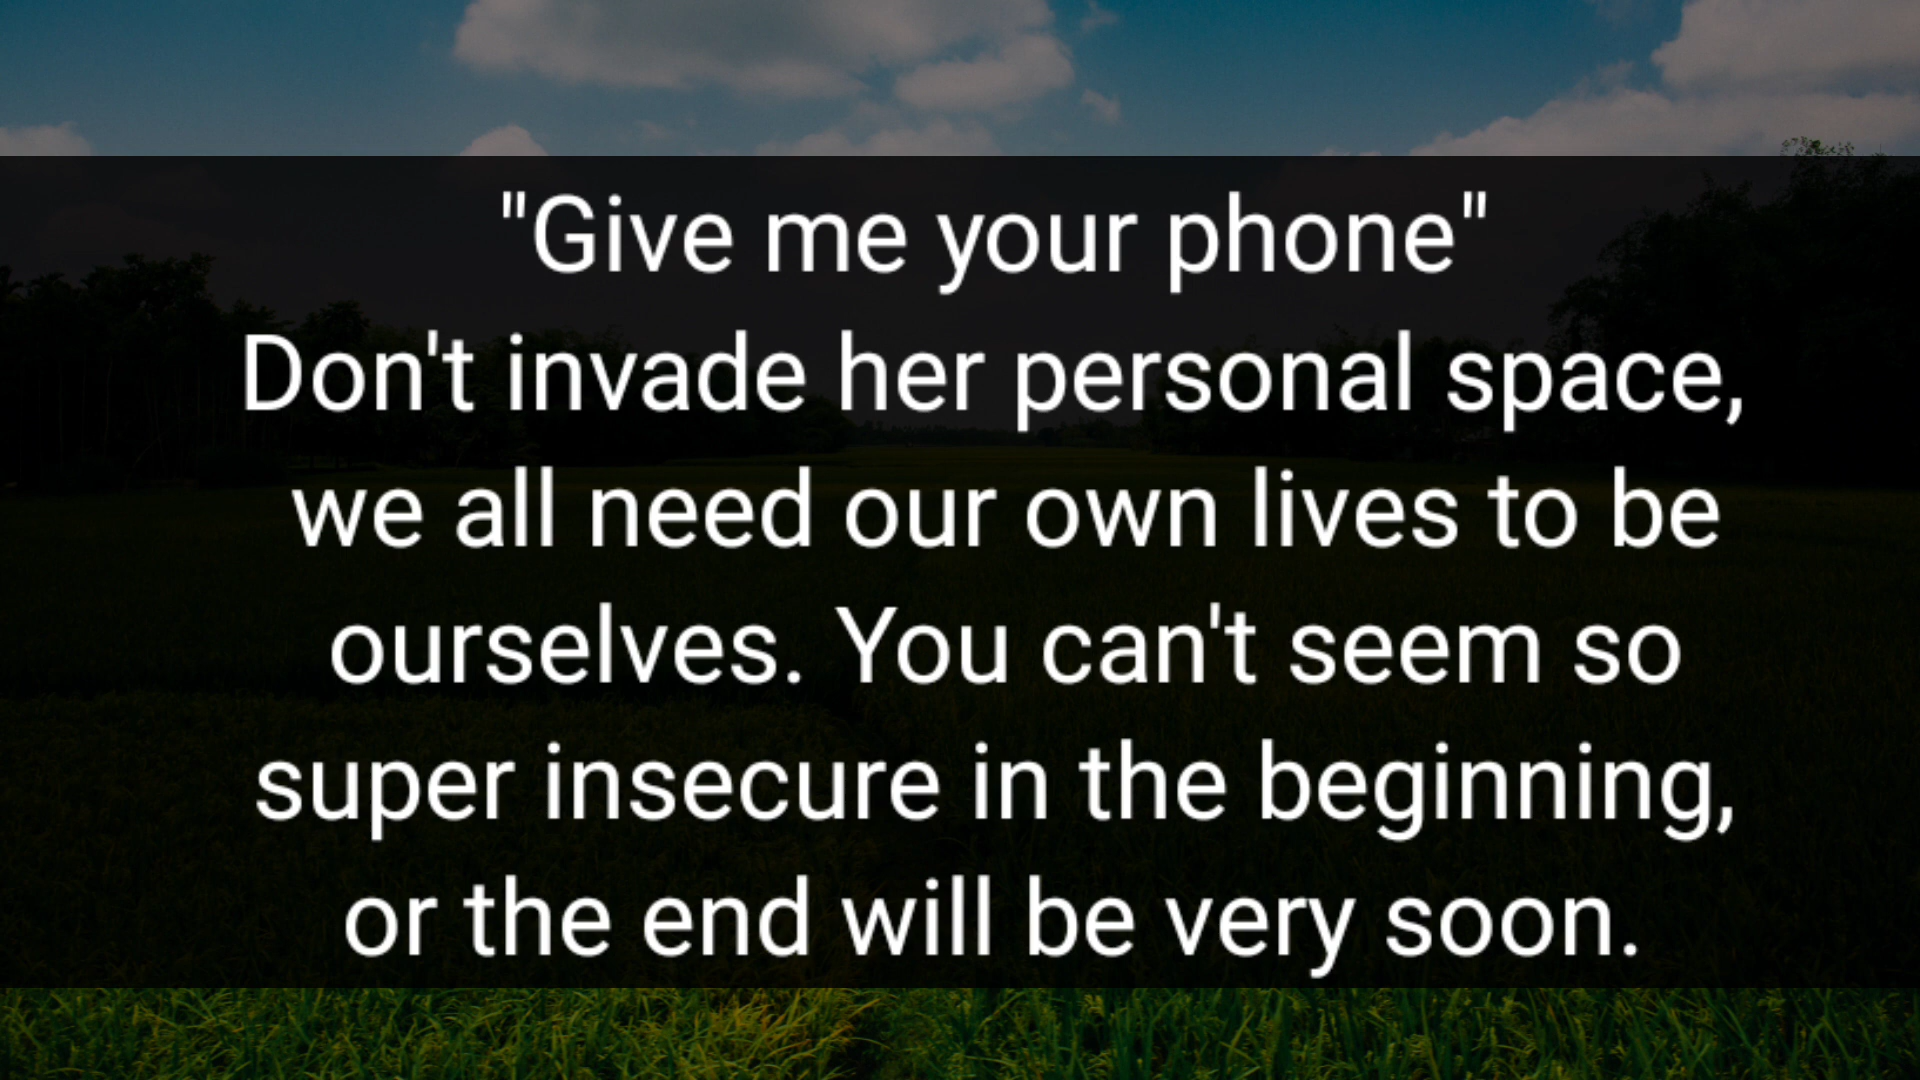 "Give me your phone"
Don't invade her personal space,
we all need our own lives to be
ourselves. You can't seem so
super insecure in the beginning,
or the end will be very soon.